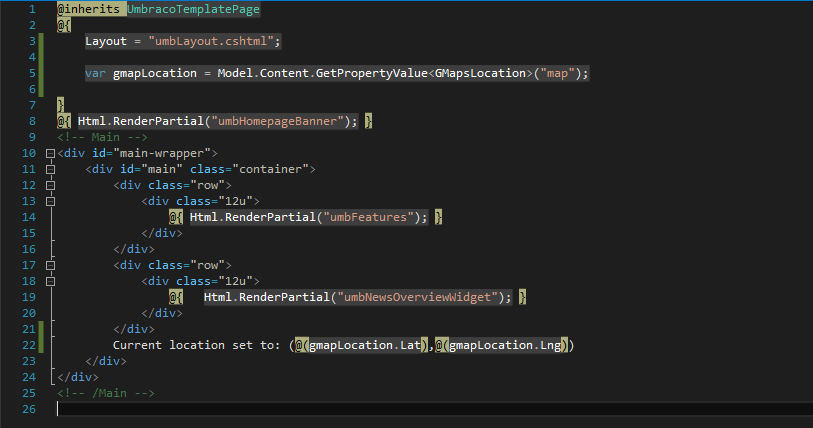 1 @inherits UmbracoTemplatePage
2 @{
3 Layout = "umbLayout.cshtml";
4
5 var gmapLocation = Model.Content.GetPropertyValue<GMapsLocation>("map");
6
7 }
8 @{ Html.RenderPartial("umbHomepageBanner"); }
9 <!-- Main -->
10 <div id="main-wrapper">
11 <div id="main" class="container">
12 <div class="row">
13 <div class="12u">
14 @{ Html.RenderPartial("umbFeatures"); }
15 </div>
16 </div>
17 <div class="row">
18 <div class="12u">
19 @{ Html.RenderPartial("umbNewsOverviewWidget"); }
20 </div>
21 </div>
22 Current location set to: (@(gmapLocation.Lat),@(gmapLocation.Lng))
23 </div>
24 </div>
25 <!-- /Main -->
26